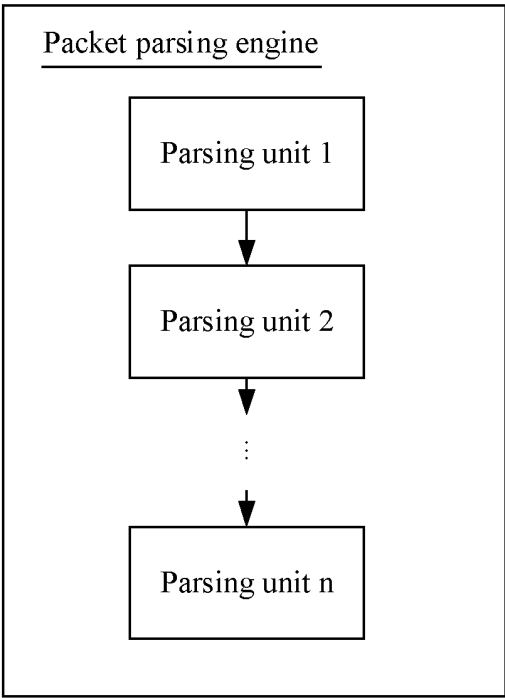 Packet parsing engine
Parsing unit 1
Parsing unit 2
⋮
Parsing unit n